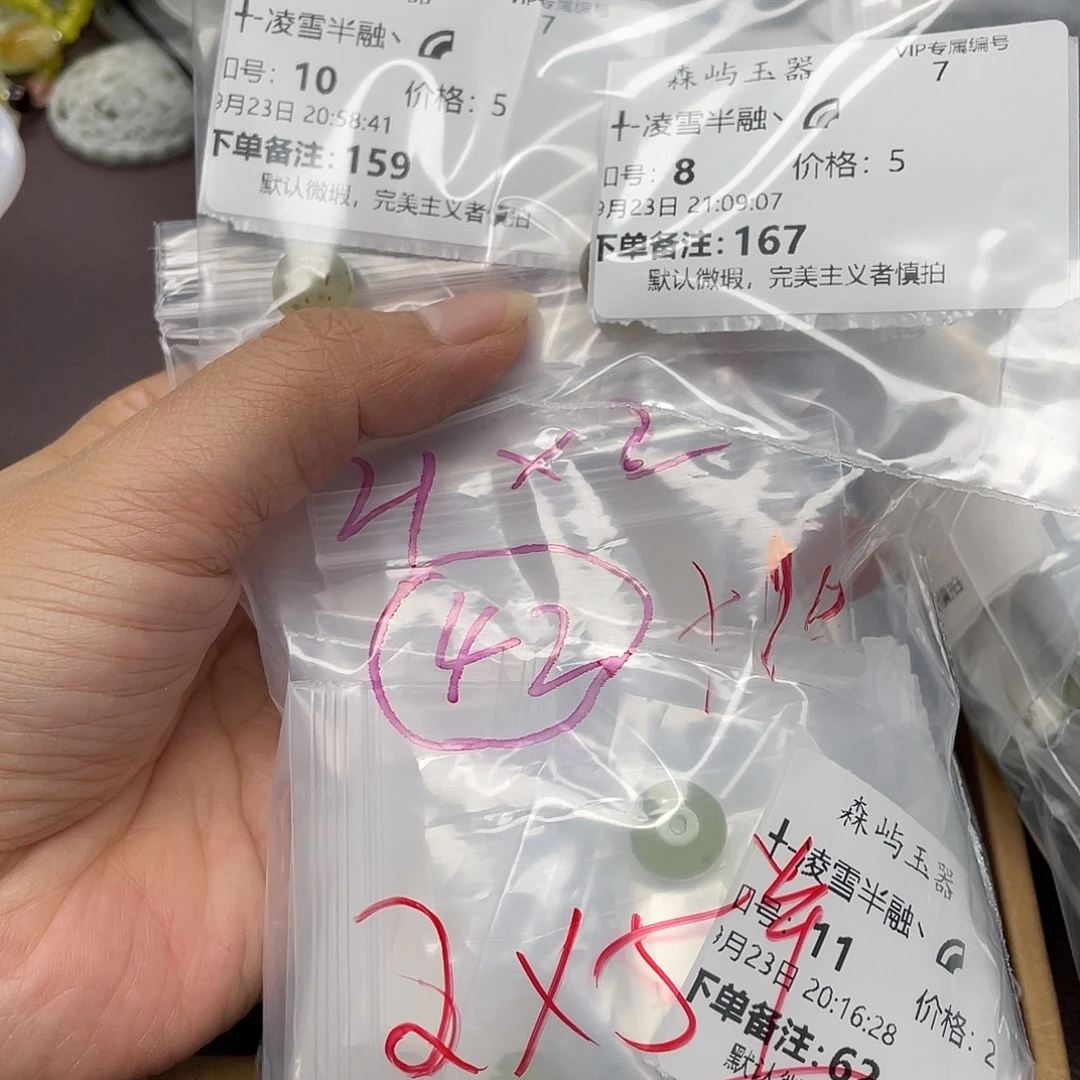 十-凌雪半融丶
口号: 10 价格: 5
9月23日 20:58:41
下单备注: 159
默认微瑕，完美主义者慎拍
VIP专属编号
7
森屿玉器
十-凌雪半融丶
口号: 8 价格: 5
9月23日 21:09:07
下单备注: 167
默认微瑕，完美主义者慎拍
4 × 2
42
森屿玉器
十-凌雪半融丶
口号: 11
月23日 20:16:28
价格: 2
下单备注: 62
2 × 5